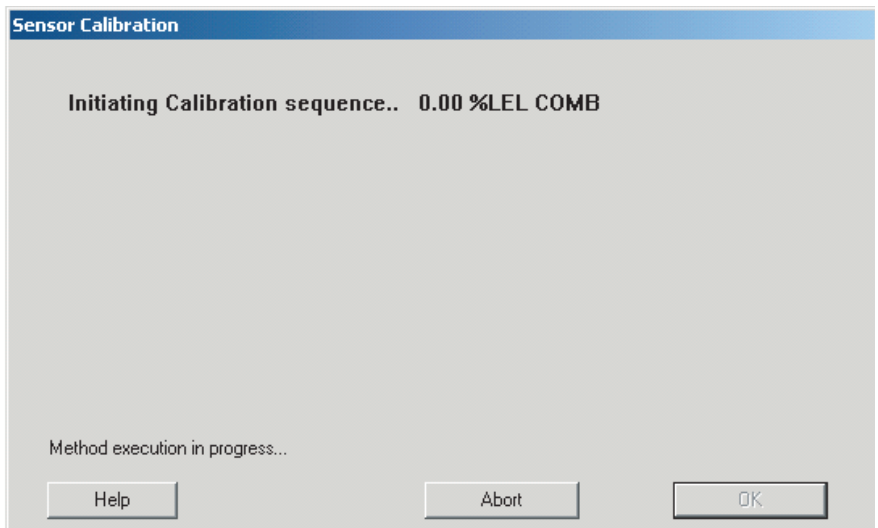 Sensor Calibration
Initiating Calibration sequence.. 0.00 %LEL COMB
Method execution in progress...
Help Abort OK